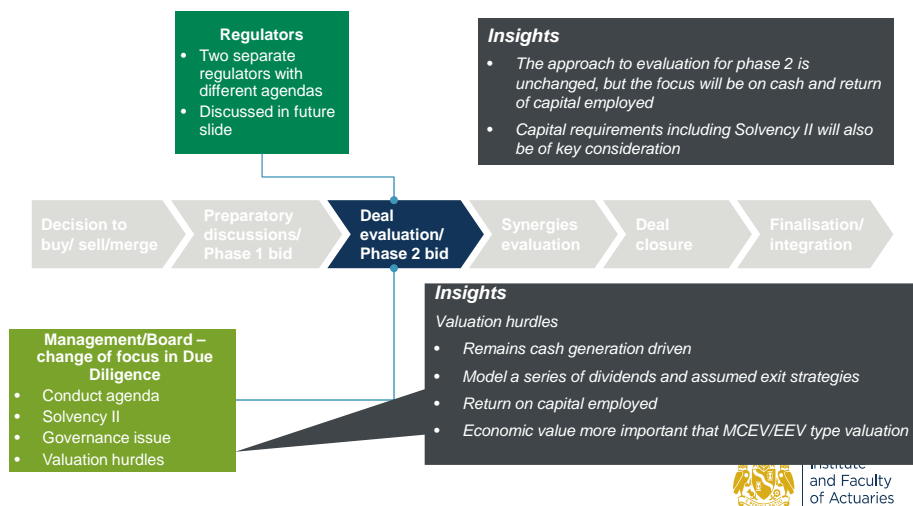 Regulators
• Two separate
regulators with
different agendas
• Discussed in future
slide
Insights
• The approach to evaluation for phase 2 is
unchanged, but the focus will be on cash and return
of capital employed
• Capital requirements including Solvency II will also
be of key consideration
Decision to
buy/ sell/merge
Preparatory
discussions/
Phase 1 bid
Deal
evaluation/
Phase 2 bid
Synergies
evaluation
Deal
closure
Finalisation/
integration
Management/Board –
change of focus in Due
Diligence
• Conduct agenda
• Solvency II
• Governance issue
• Valuation hurdles
Insights
Valuation hurdles
• Remains cash generation driven
• Model a series of dividends and assumed exit strategies
• Return on capital employed
• Economic value more important that MCEV/EEV type valuation
Institute
and Faculty
of Actuaries